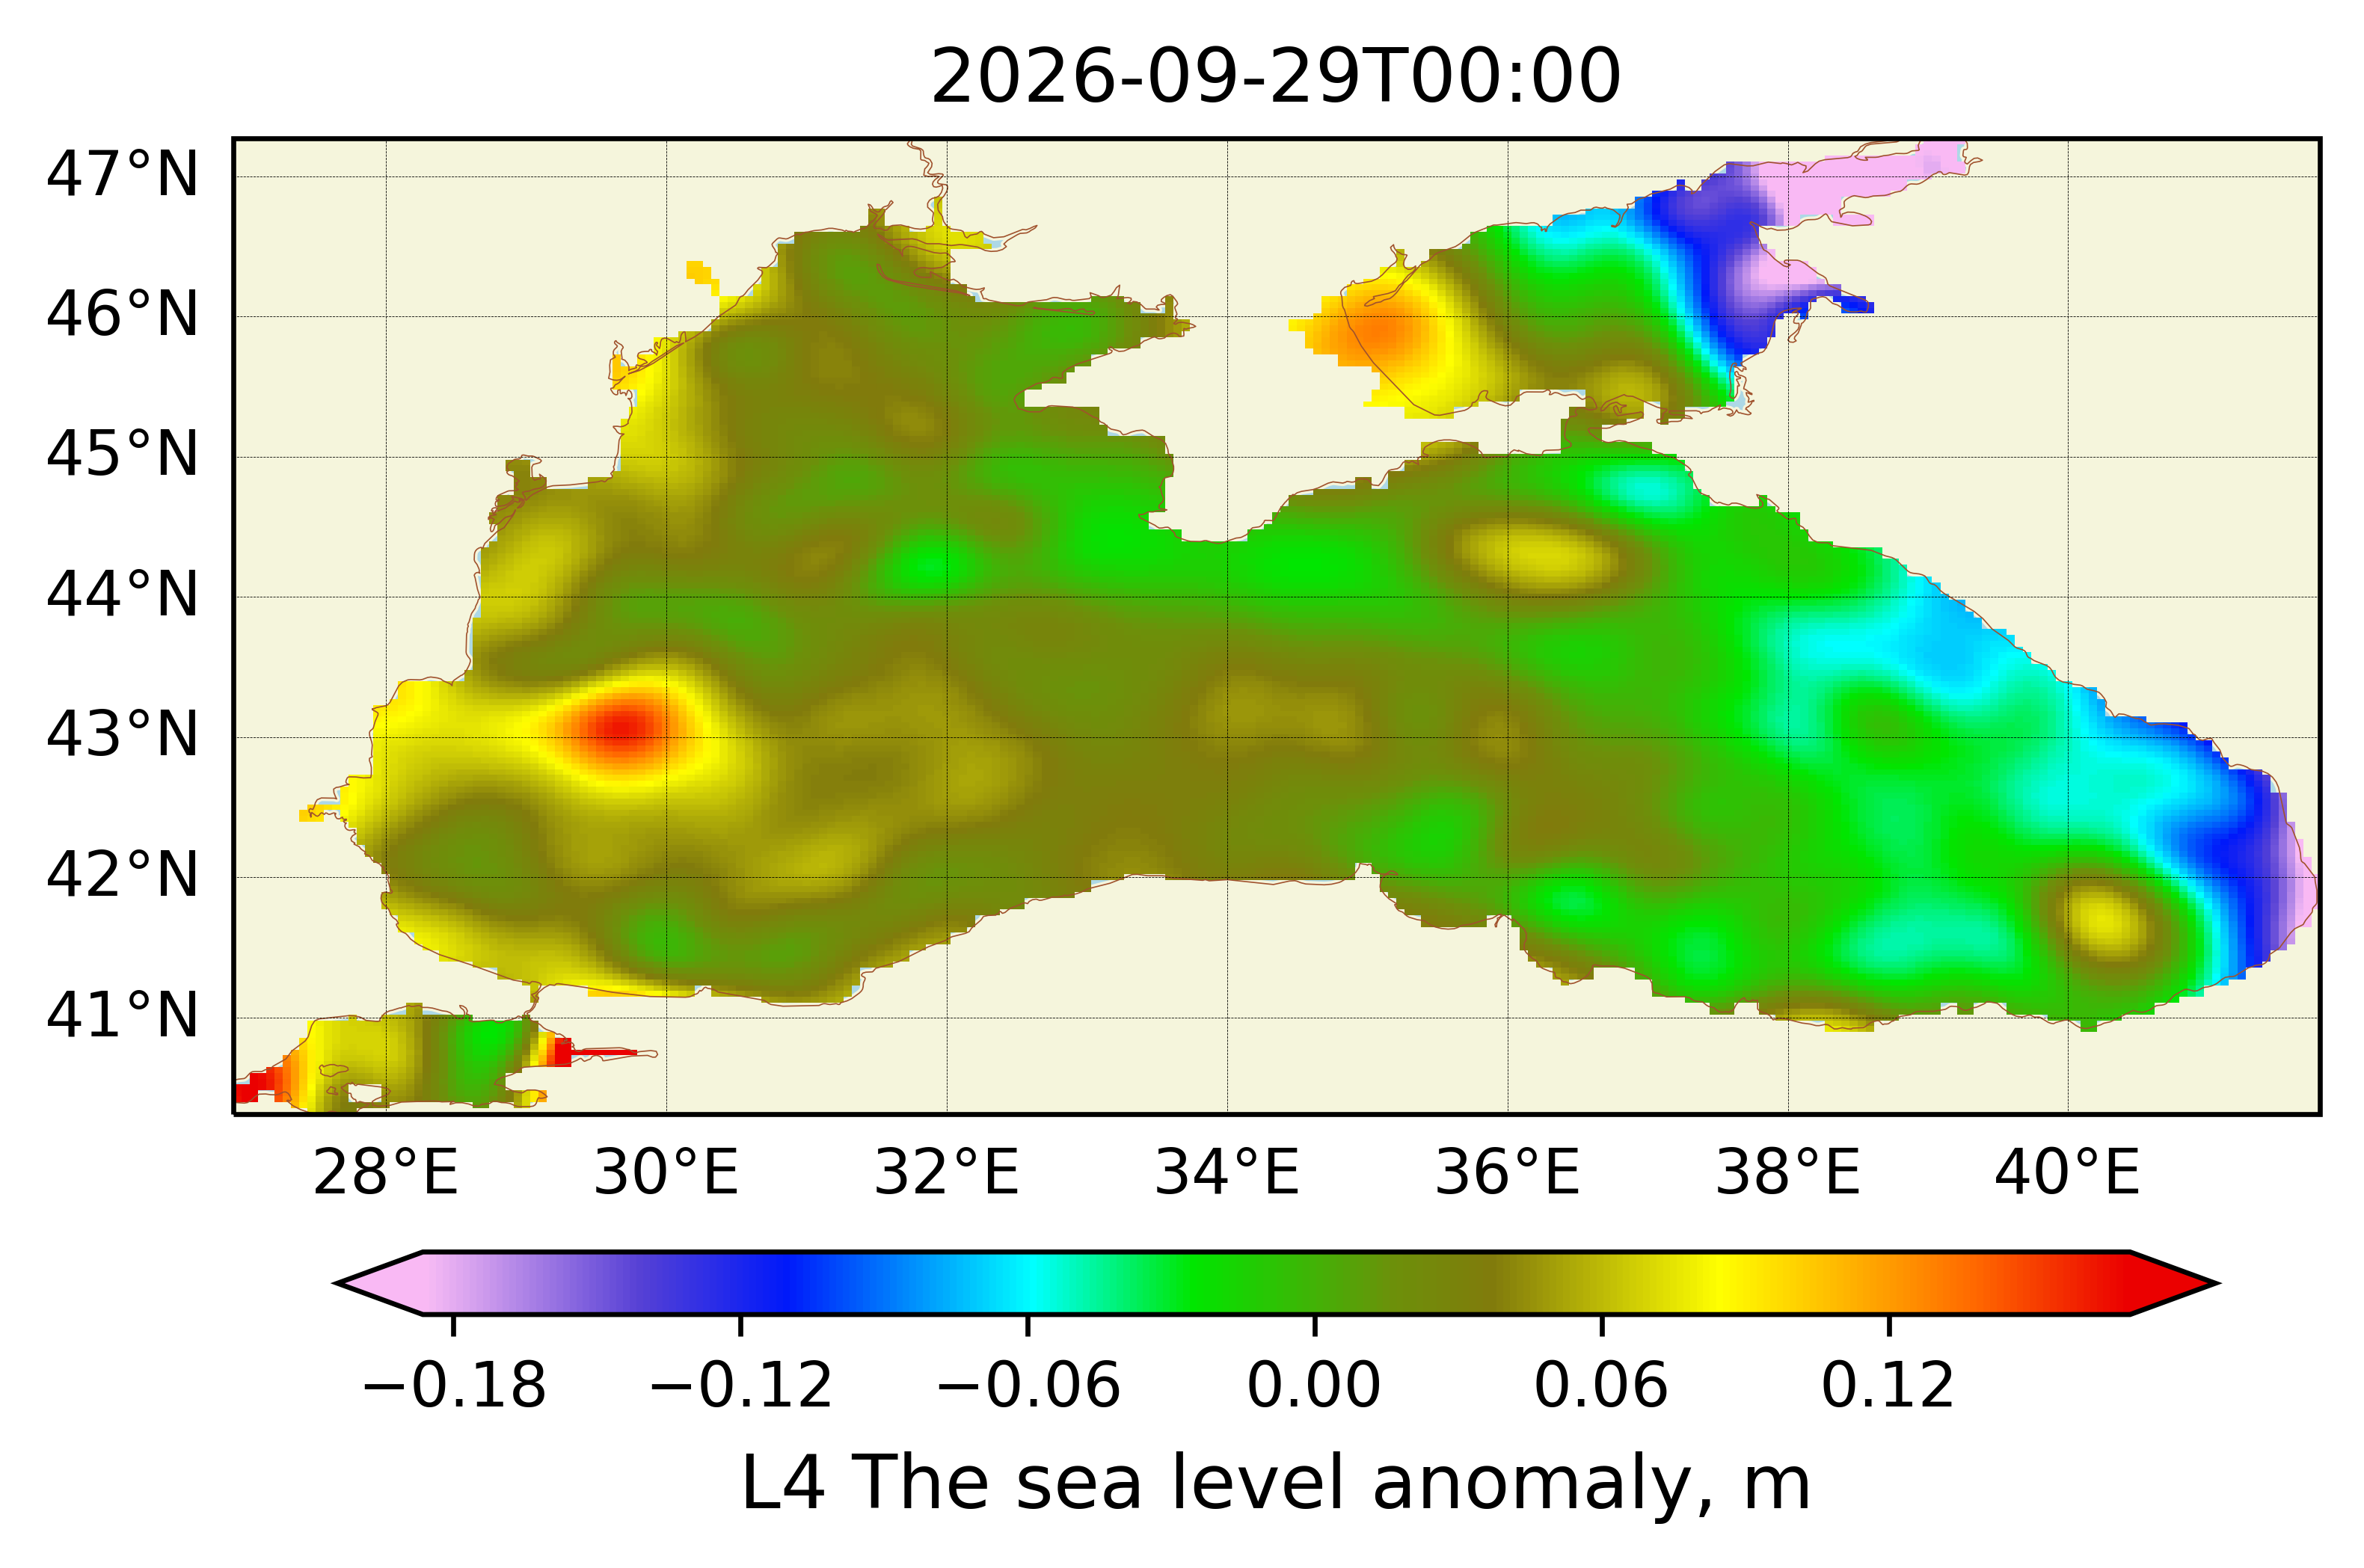 2026-09-29T00:00
47°N
46°N
45°N
44°N
43°N
42°N
41°N
28°E 30°E 32°E 34°E 36°E 38°E 40°E
−0.18 −0.12 −0.06 0.00 0.06 0.12
L4 The sea level anomaly, m